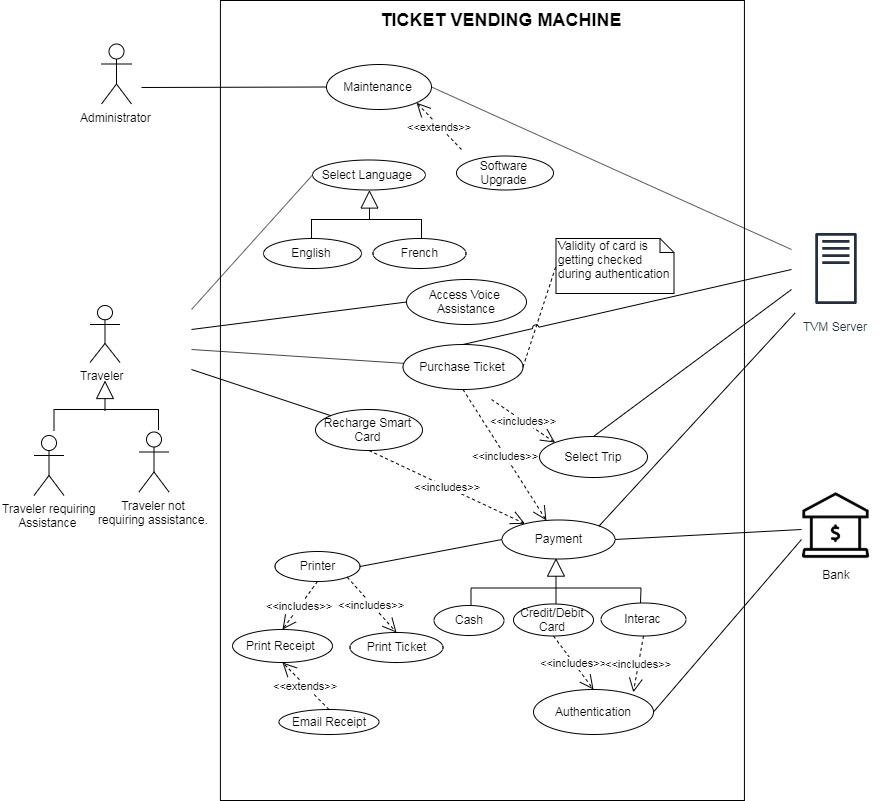 TICKET VENDING MACHINE
Maintenance
Administrator
<<extends>>
Software
Upgrade
Select Language
English
French
Validity of card is
getting checked
during authentication
Access Voice
Assistance
TVM Server
Traveler
Purchase Ticket
Recharge Smart
Card
<<includes>>
<<includes>>
Select Trip
<<includes>>
Traveler requiring
Assistance
Traveler not
requiring assistance.
Payment
Bank
Printer
<<includes>>
<<includes>>
Cash
Credit/Debit
Card
Interac
Print Receipt
Print Ticket
<<includes>>
<<includes>>
<<extends>>
Email Receipt
Authentication
$